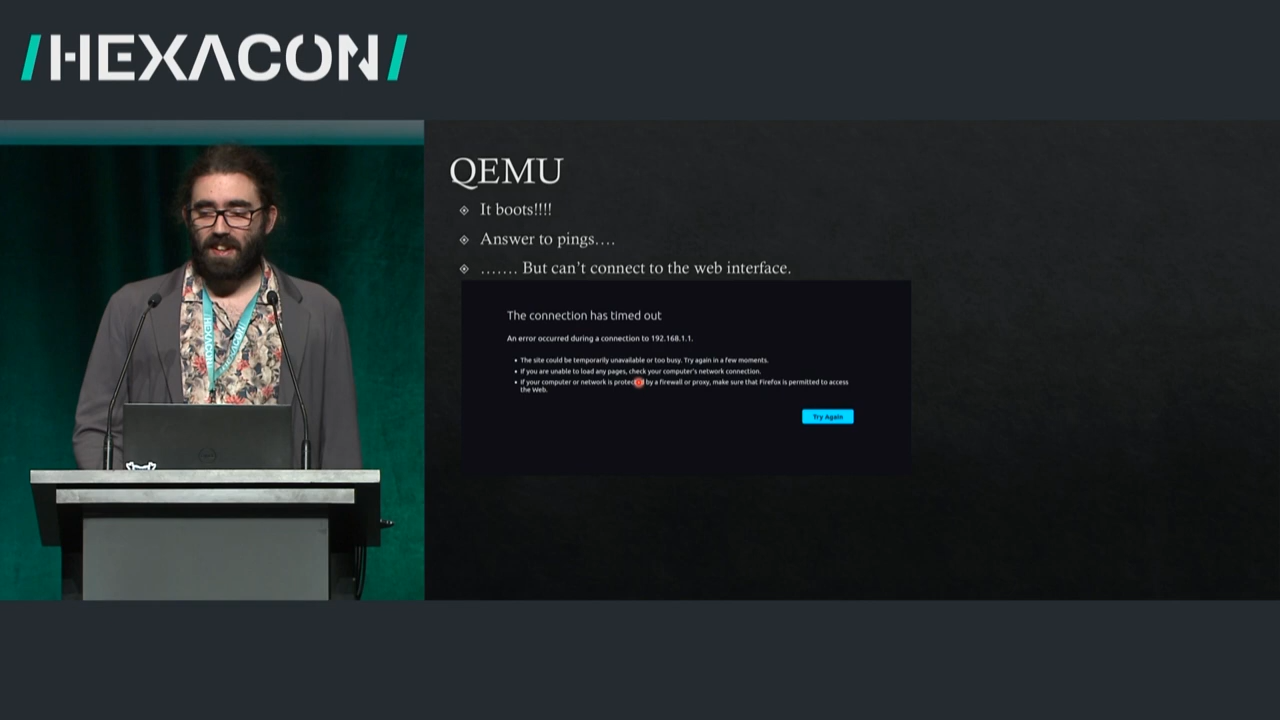 /HEXACON/
QEMU
It boots!!!!
Answer to pings….
……. But can't connect to the web interface.
The connection has timed out
An error occurred during a connection to 192.168.1.1.
The site could be temporarily unavailable or too busy. Try again in a few moments.
If you are unable to load any pages, check your computer's network connection.
If your computer or network is protected by a firewall or proxy, make sure that Firefox is permitted to access
the Web.
Try Again
HEXACON